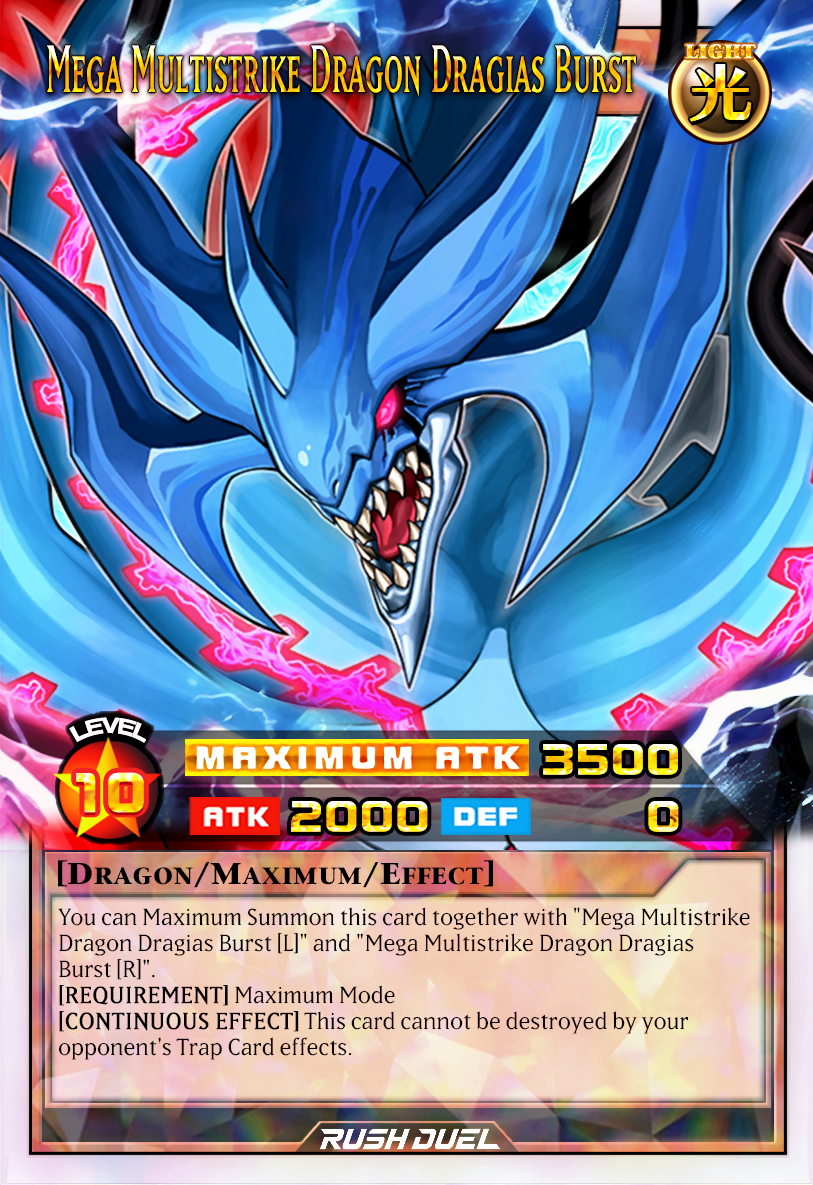 MEGA MULTISTRIKE DRAGON DRAGIAS BURST
LIGHT
光
LEVEL
10
MAXIMUM ATK 3500
ATK 2000 DEF 0
[DRAGON/MAXIMUM/EFFECT]
You can Maximum Summon this card together with "Mega Multistrike
Dragon Dragias Burst [L]" and "Mega Multistrike Dragon Dragias
Burst [R]".
[REQUIREMENT] Maximum Mode
[CONTINUOUS EFFECT] This card cannot be destroyed by your
opponent's Trap Card effects.
RUSH DUEL